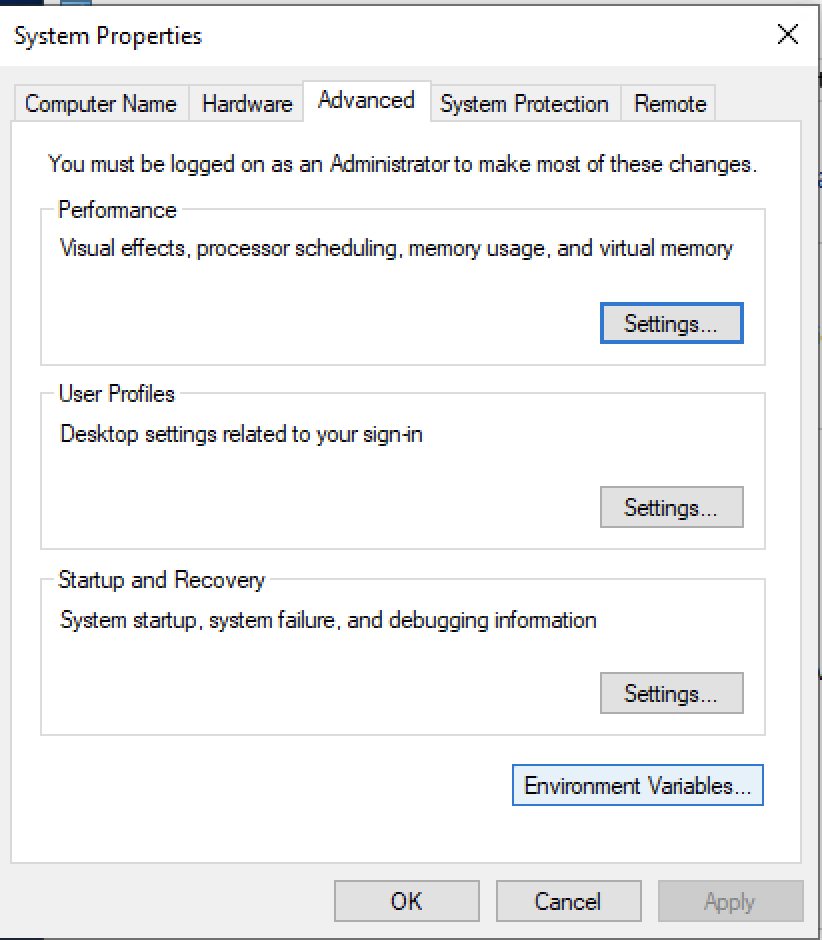 System Properties
Computer Name Hardware Advanced System Protection Remote
You must be logged on as an Administrator to make most of these changes.
Performance
Visual effects, processor scheduling, memory usage, and virtual memory
Settings...
User Profiles
Desktop settings related to your sign-in
Settings...
Startup and Recovery
System startup, system failure, and debugging information
Settings...
Environment Variables...
OK Cancel Apply